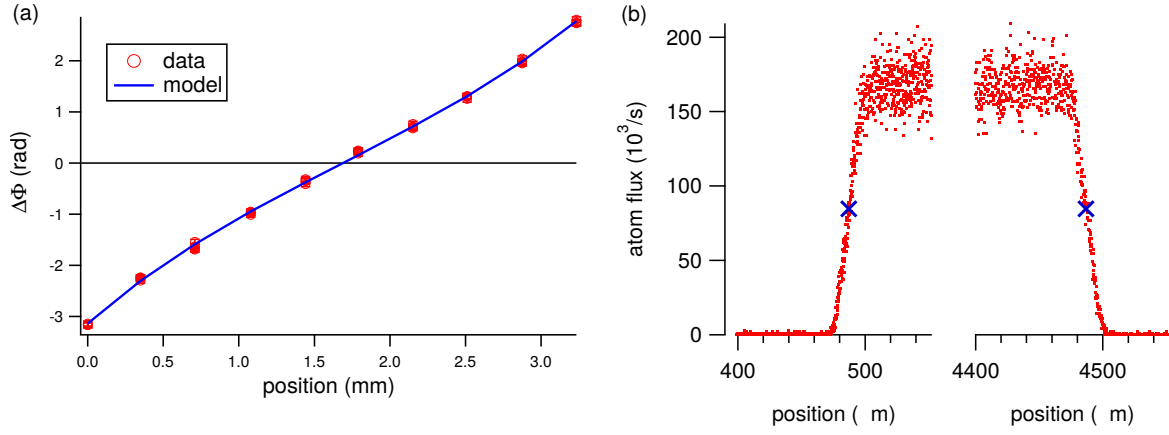 (a)
2
1
0
-1
-2
-3
ΔΦ (rad)
data
model
0.0 0.5 1.0 1.5 2.0 2.5 3.0
position (mm)
(b)
200
150
100
50
0
atom flux (10³/s)
400 500 4400 4500
position ( m) position ( m)